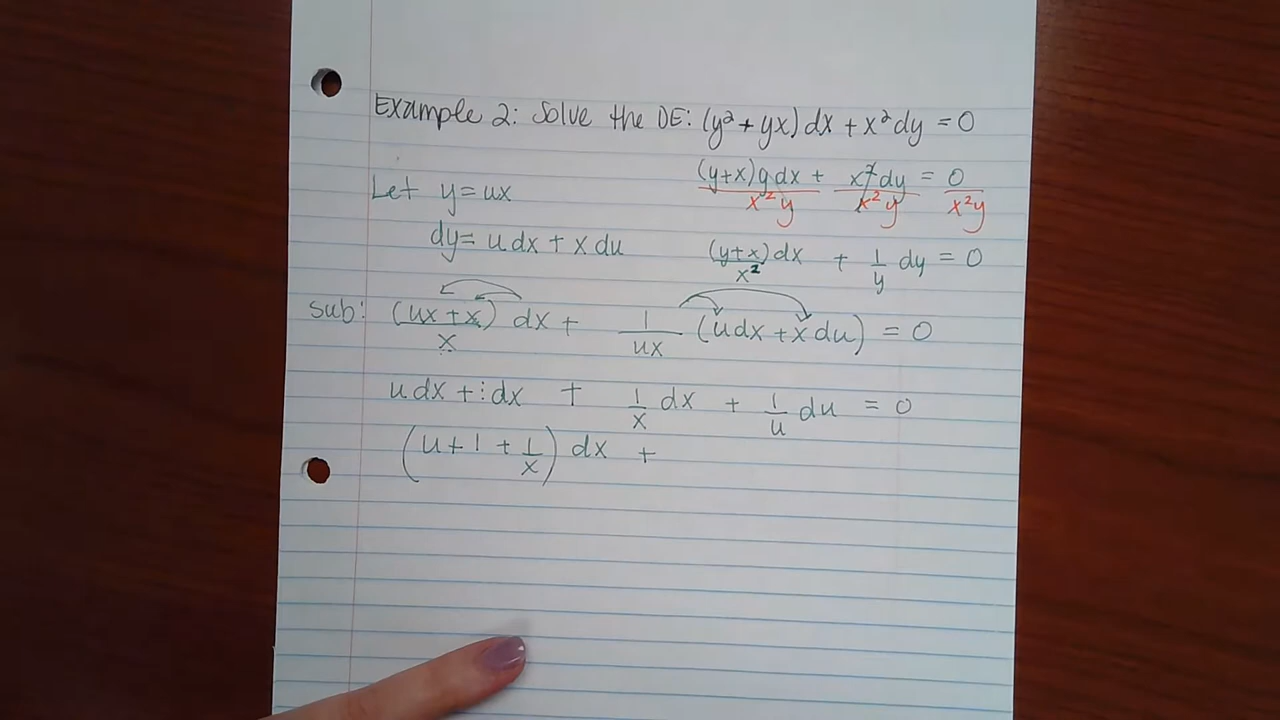 Example 2: Solve the DE: (y² + yx) dx + x² dy = 0
(y+x)y dx / x²y + x² dy / x²y = 0 / x²y
Let y = ux
dy = u dx + x du
(y+x) dx / x² + 1/y dy = 0
Sub: (ux + x)/x dx + 1/ux (u dx + x du) = 0
u dx + 1 dx + 1/x dx + 1/u du = 0
(u + 1 + 1/x) dx +